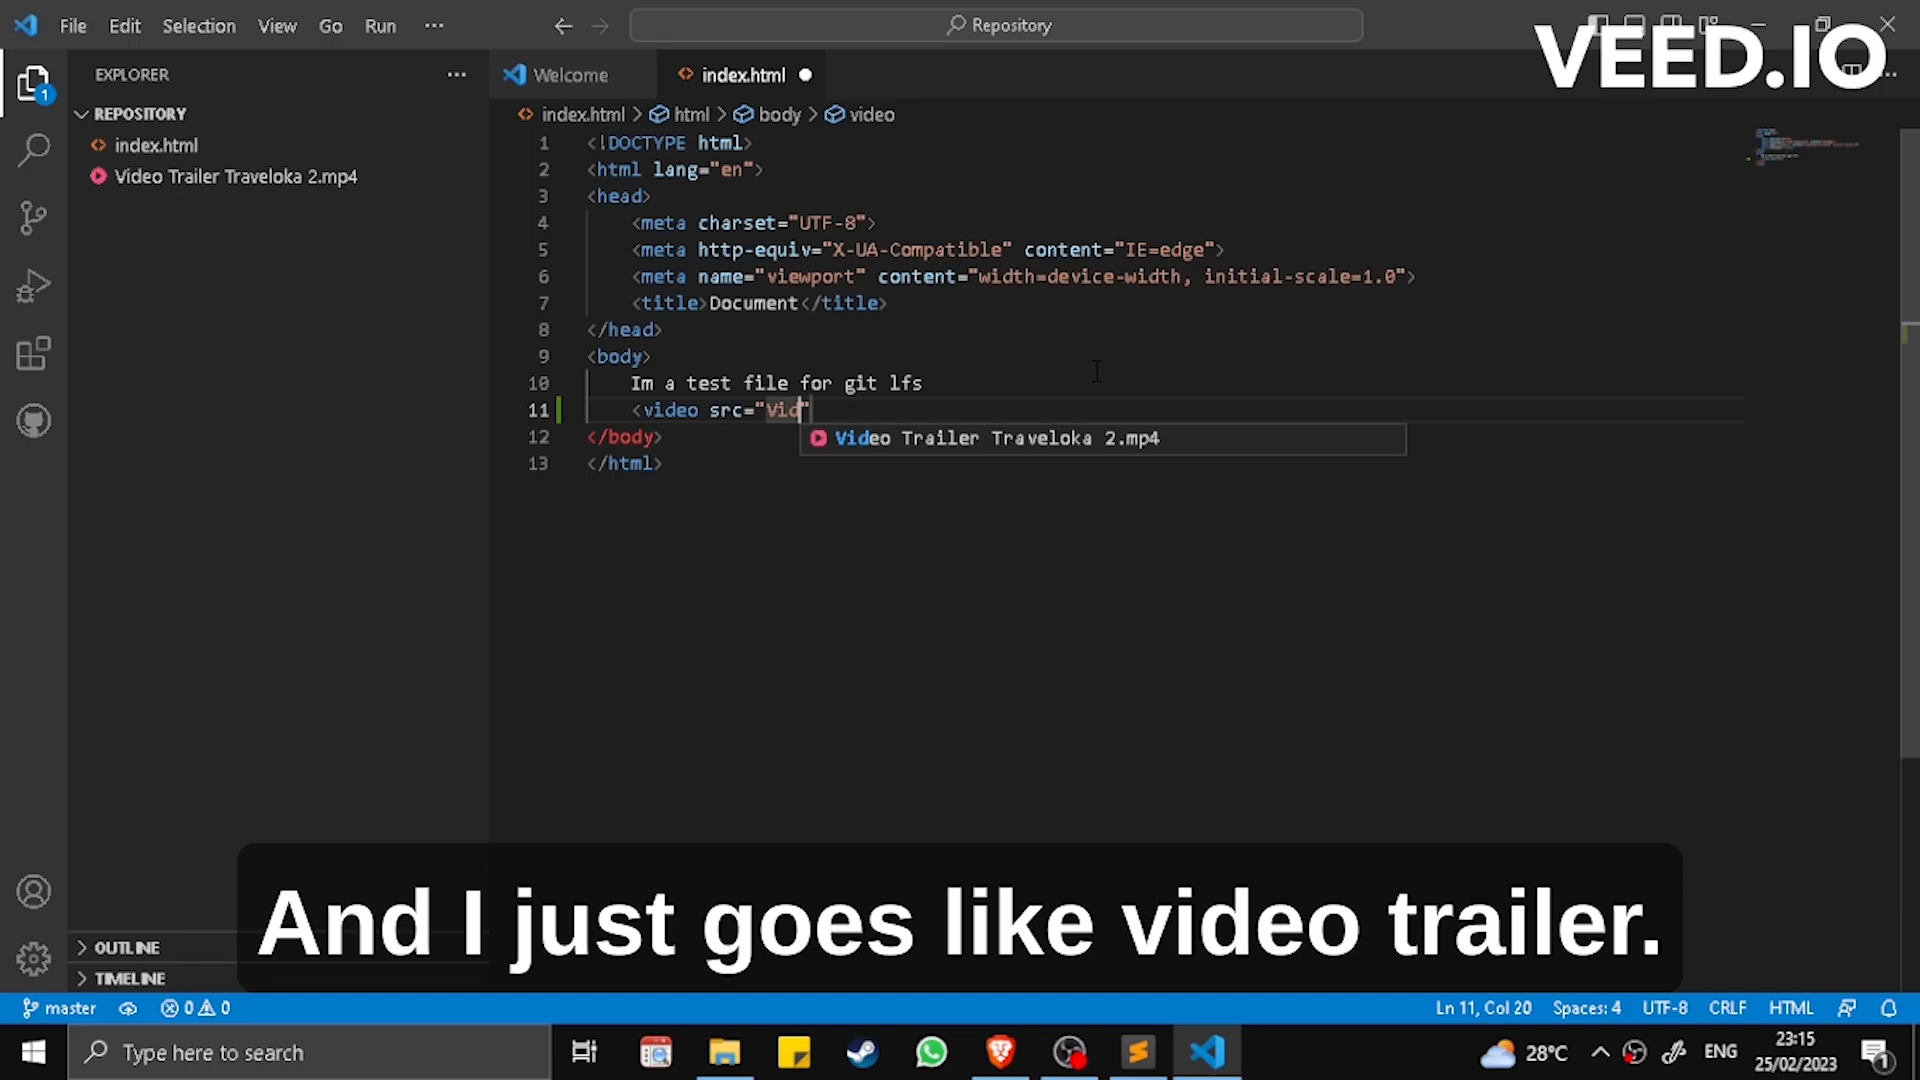 File Edit Selection View Go Run ···
Repository
VEED.IO
EXPLORER
Welcome
index.html
REPOSITORY
index.html > html > body > video
index.html
Video Trailer Traveloka 2.mp4
1 <!DOCTYPE html>
2 <html lang="en">
3 <head>
4 <meta charset="UTF-8">
5 <meta http-equiv="X-UA-Compatible" content="IE=edge">
6 <meta name="viewport" content="width=device-width, initial-scale=1.0">
7 <title>Document</title>
8 </head>
9 <body>
10 Im a test file for git lfs
11 <video src="Vid"
Video Trailer Traveloka 2.mp4
12 </body>
13 </html>
And I just goes like video trailer.
OUTLINE
TIMELINE
master 0 0
Ln 11, Col 20 Spaces: 4 UTF-8 CRLF HTML
Type here to search
28°C ENG
23:15
25/02/2023
1
1